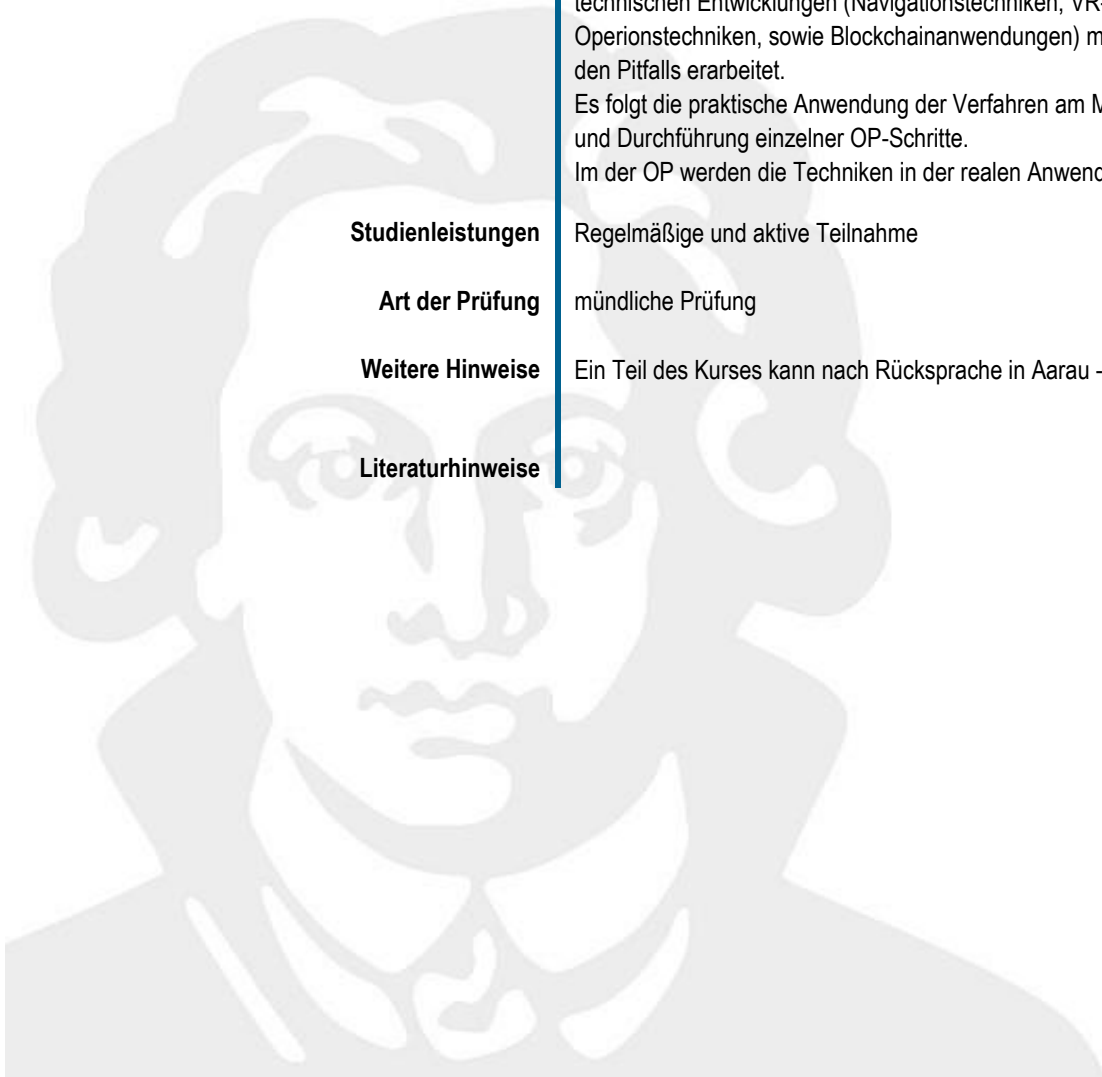 technischen Entwicklungen (Navigationstechniken, VR-
Operionstechniken, sowie Blockchainanwendungen) m
den Pitfalls erarbeitet.
Es folgt die praktische Anwendung der Verfahren am M
und Durchführung einzelner OP-Schritte.
Im der OP werden die Techniken in der realen Anwend
Studienleistungen Regelmäßige und aktive Teilnahme
Art der Prüfung mündliche Prüfung
Weitere Hinweise Ein Teil des Kurses kann nach Rücksprache in Aarau -
Literaturhinweise